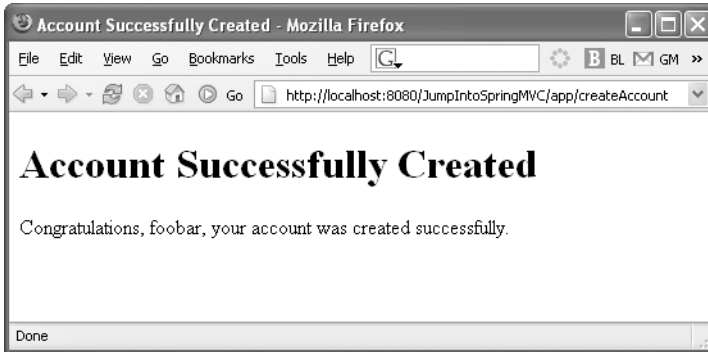 Account Successfully Created - Mozilla Firefox
File Edit View Go Bookmarks Tools Help G B BL GM »
Go http://localhost:8080/JumpIntoSpringMVC/app/createAccount
Account Successfully Created
Congratulations, foobar, your account was created successfully.
Done